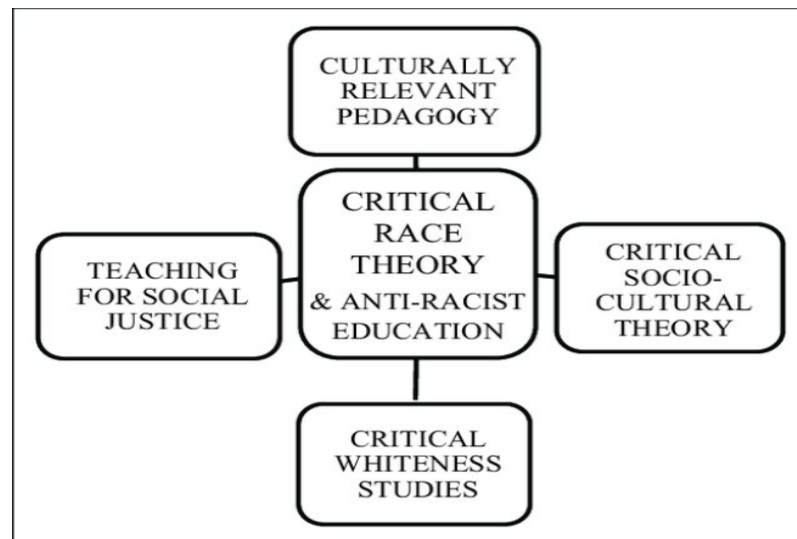 CULTURALLY
RELEVANT
PEDAGOGY
CRITICAL
RACE
THEORY
& ANTI-RACIST
EDUCATION
TEACHING
FOR SOCIAL
JUSTICE
CRITICAL
SOCIO-
CULTURAL
THEORY
CRITICAL
WHITENESS
STUDIES